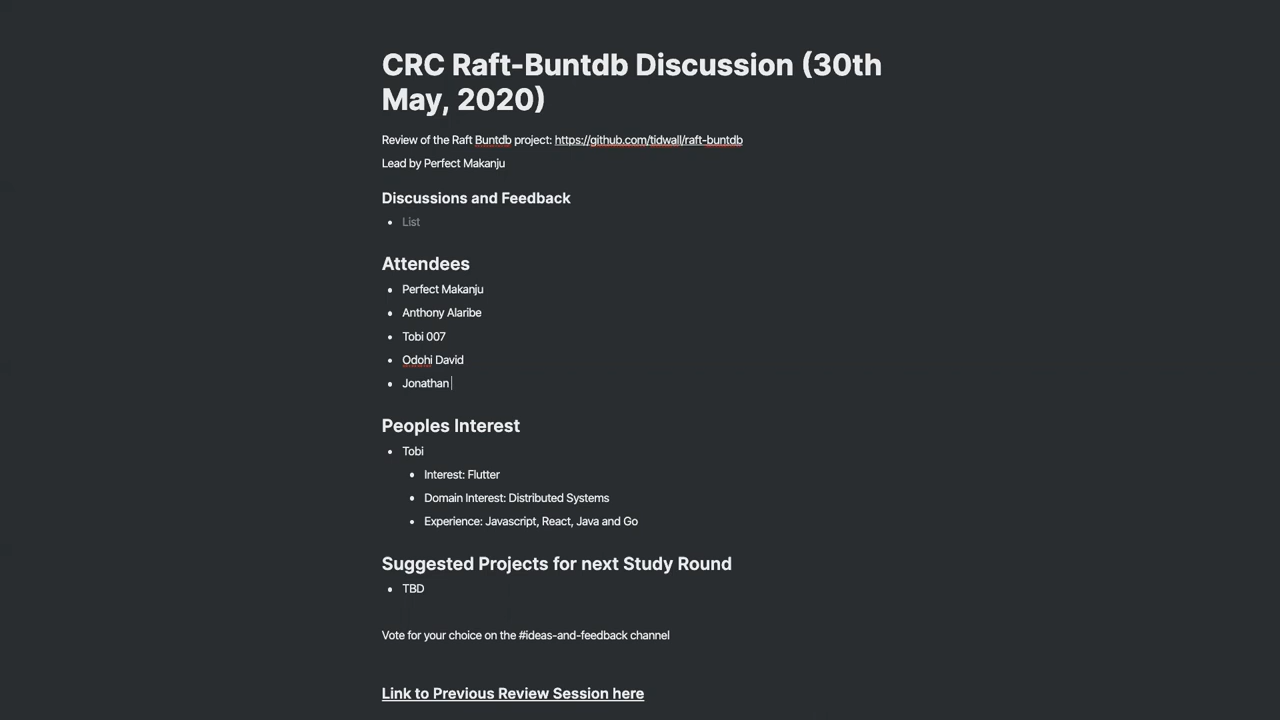 CRC Raft-Buntdb Discussion (30th
May, 2020)
Review of the Raft Buntdb project: https://github.com/tidwall/raft-buntdb
Lead by Perfect Makanju
Discussions and Feedback
• List
Attendees
• Perfect Makanju
• Anthony Alaribe
• Tobi 007
• Odohi David
• Jonathan
Peoples Interest
• Tobi
• Interest: Flutter
• Domain Interest: Distributed Systems
• Experience: Javascript, React, Java and Go
Suggested Projects for next Study Round
• TBD
Vote for your choice on the #ideas-and-feedback channel
Link to Previous Review Session here